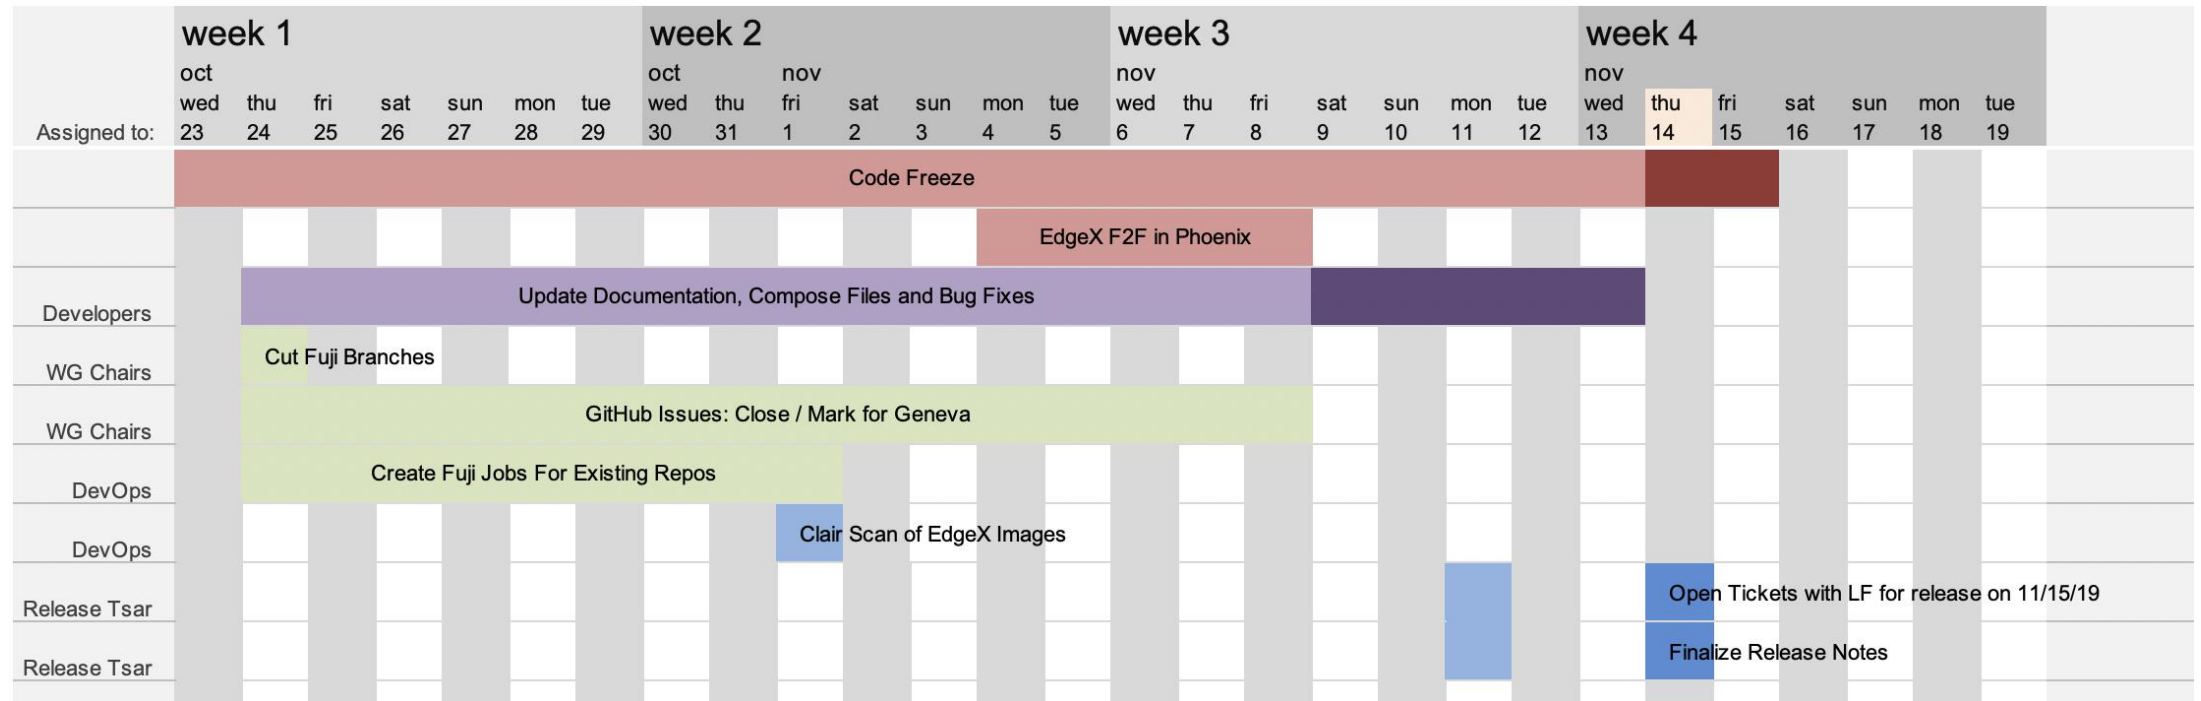 week 1 week 2 week 3 week 4
oct oct nov nov nov
wed thu fri sat sun mon tue wed thu fri sat sun mon tue wed thu fri sat sun mon tue wed thu fri sat sun mon tue
Assigned to: 23 24 25 26 27 28 29 30 31 1 2 3 4 5 6 7 8 9 10 11 12 13 14 15 16 17 18 19
Code Freeze
EdgeX F2F in Phoenix
Developers Update Documentation, Compose Files and Bug Fixes
WG Chairs Cut Fuji Branches
WG Chairs GitHub Issues: Close / Mark for Geneva
DevOps Create Fuji Jobs For Existing Repos
DevOps Clair Scan of EdgeX Images
Release Tsar Open Tickets with LF for release on 11/15/19
Release Tsar Finalize Release Notes